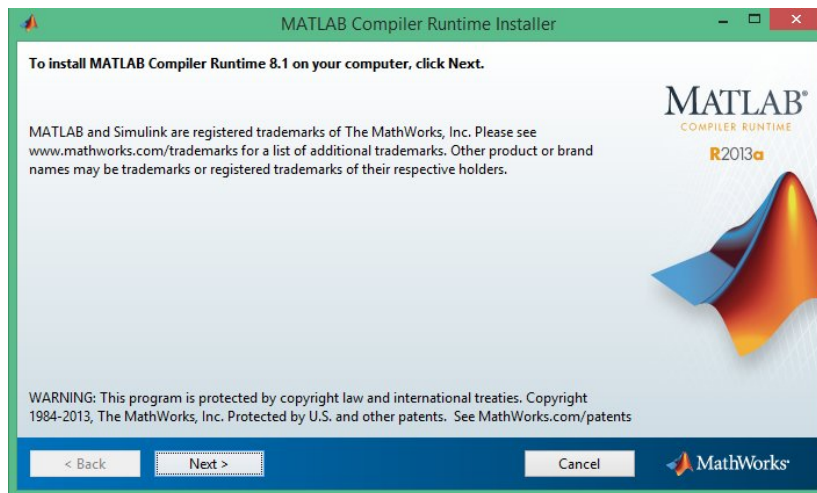 MATLAB Compiler Runtime Installer
To install MATLAB Compiler Runtime 8.1 on your computer, click Next.
MATLAB®
COMPILER RUNTIME
R2013a
MATLAB and Simulink are registered trademarks of The MathWorks, Inc. Please see
www.mathworks.com/trademarks for a list of additional trademarks. Other product or brand
names may be trademarks or registered trademarks of their respective holders.
WARNING: This program is protected by copyright law and international treaties. Copyright
1984-2013, The MathWorks, Inc. Protected by U.S. and other patents. See MathWorks.com/patents
< Back Next > Cancel MathWorks®